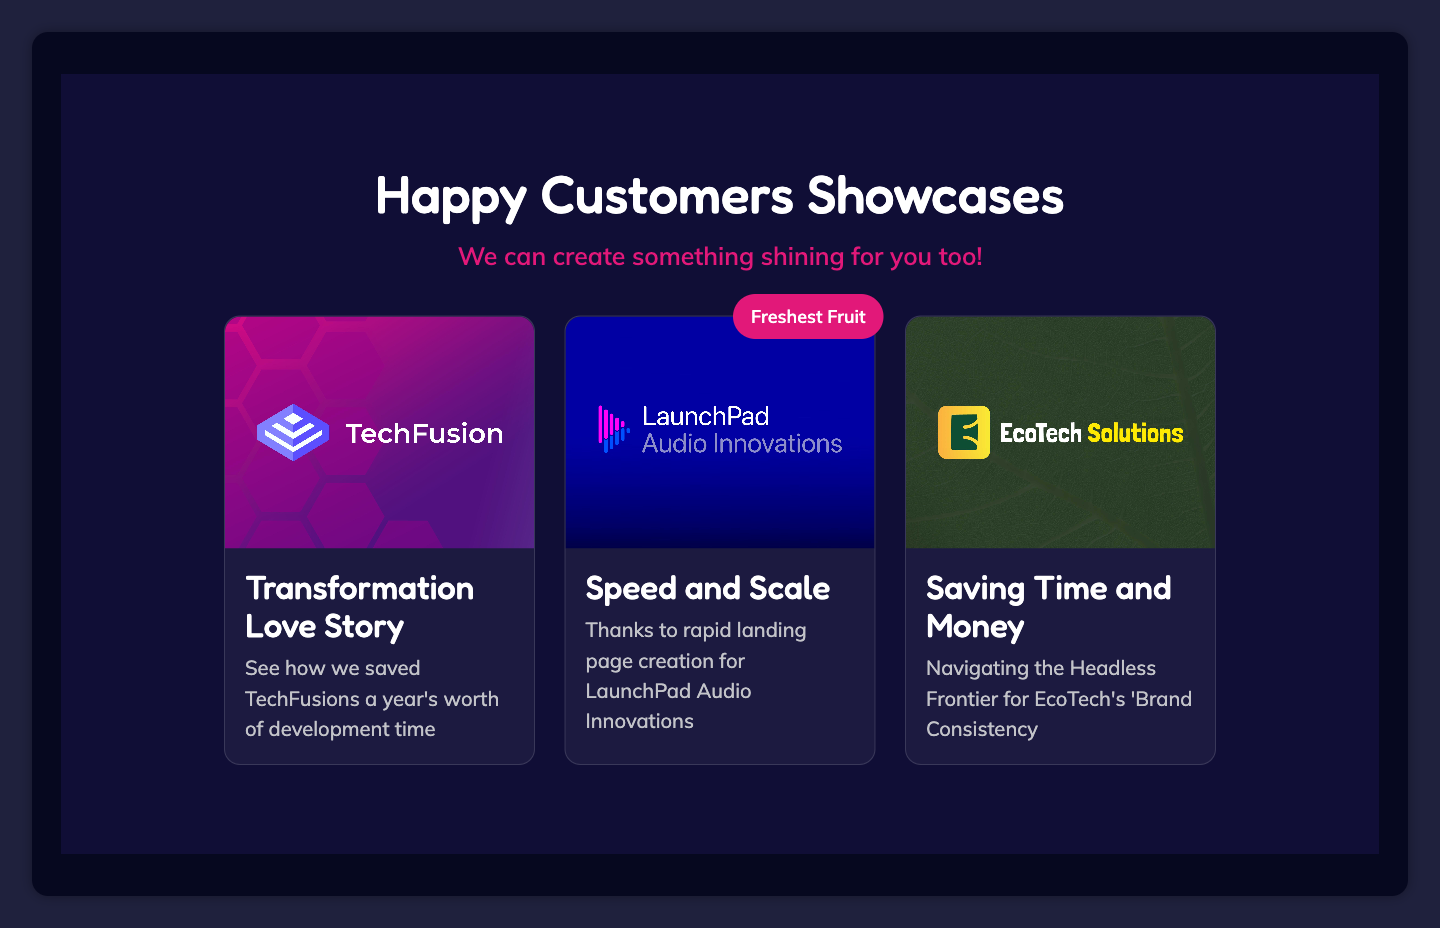 Happy Customers Showcases
We can create something shining for you too!
Freshest Fruit
TechFusion
Transformation
Love Story
See how we saved
TechFusions a year's worth
of development time
LaunchPad
Audio Innovations
Speed and Scale
Thanks to rapid landing
page creation for
LaunchPad Audio
Innovations
EcoTech Solutions
Saving Time and
Money
Navigating the Headless
Frontier for EcoTech's 'Brand
Consistency